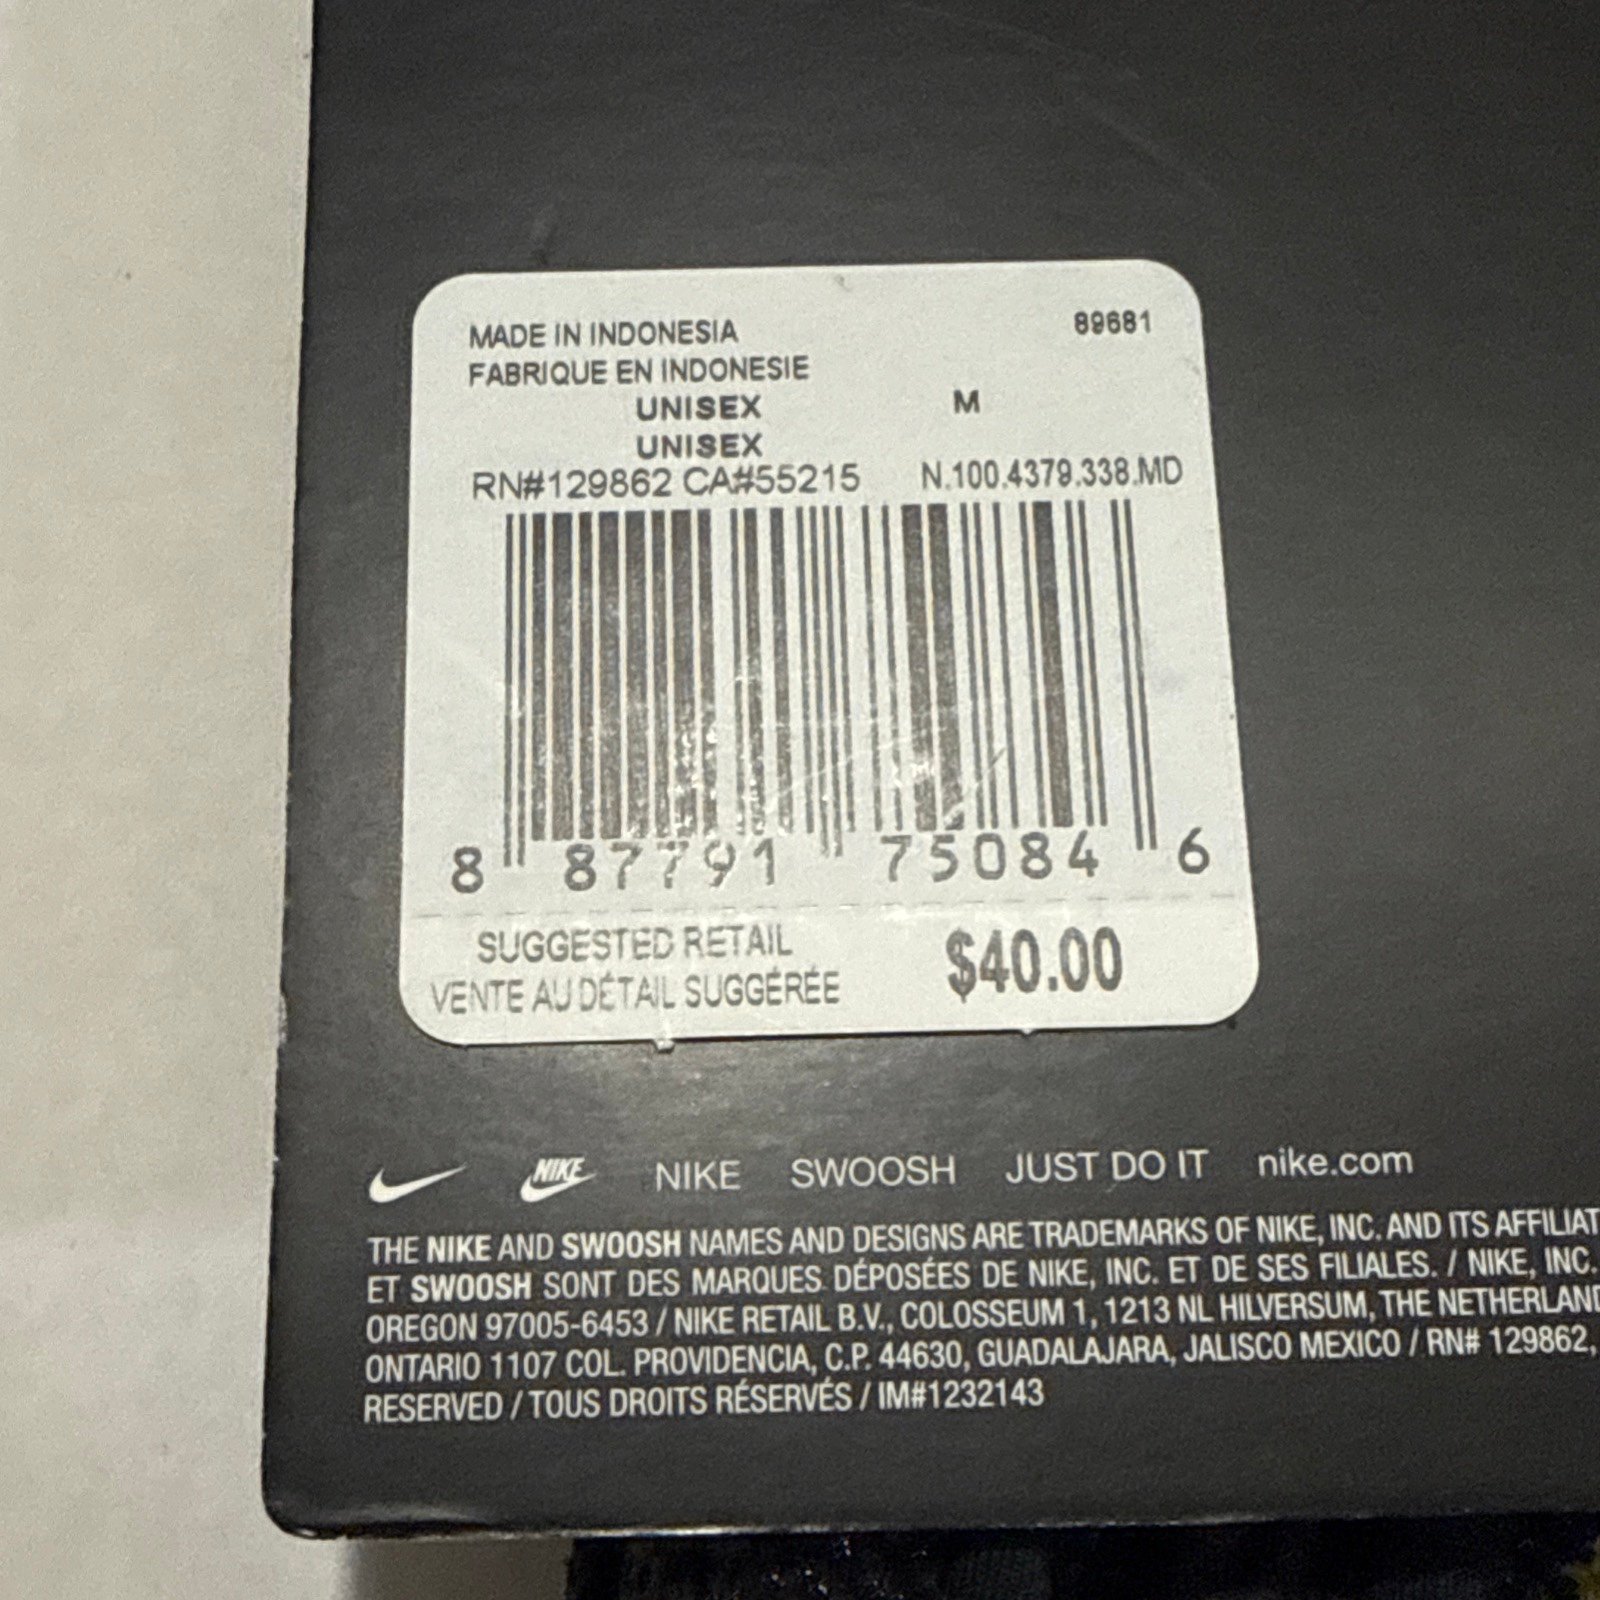 MADE IN INDONESIA 89681
FABRIQUE EN INDONESIE
UNISEX M
UNISEX
RN#129862 CA#55215 N.100.4379.338.MD
8 87791 75084 6
SUGGESTED RETAIL $40.00
VENTE AU DÉTAIL SUGGÉRÉE
NIKE NIKE SWOOSH JUST DO IT nike.com
THE NIKE AND SWOOSH NAMES AND DESIGNS ARE TRADEMARKS OF NIKE, INC. AND ITS AFFILIAT
ET SWOOSH SONT DES MARQUES DÉPOSÉES DE NIKE, INC. ET DE SES FILIALES. / NIKE, INC.
OREGON 97005-6453 / NIKE RETAIL B.V., COLOSSEUM 1, 1213 NL HILVERSUM, THE NETHERLAND
ONTARIO 1107 COL. PROVIDENCIA, C.P. 44630, GUADALAJARA, JALISCO MEXICO / RN# 129862,
RESERVED / TOUS DROITS RÉSERVÉS / IM#1232143